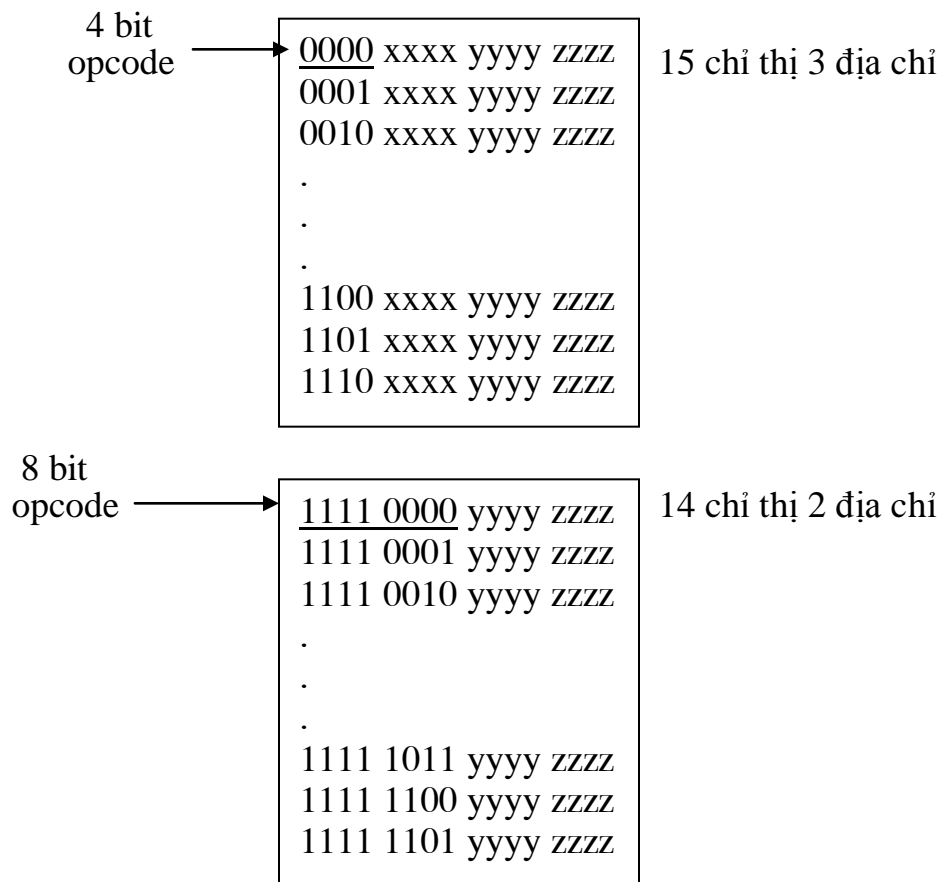 4 bit
opcode
0000 xxxx yyyy zzzz
15 chỉ thị 3 địa chỉ
0001 xxxx yyyy zzzz
0010 xxxx yyyy zzzz
.
.
.
1100 xxxx yyyy zzzz
1101 xxxx yyyy zzzz
1110 xxxx yyyy zzzz
8 bit
opcode
1111 0000 yyyy zzzz
14 chỉ thị 2 địa chỉ
1111 0001 yyyy zzzz
1111 0010 yyyy zzzz
.
.
.
1111 1011 yyyy zzzz
1111 1100 yyyy zzzz
1111 1101 yyyy zzzz